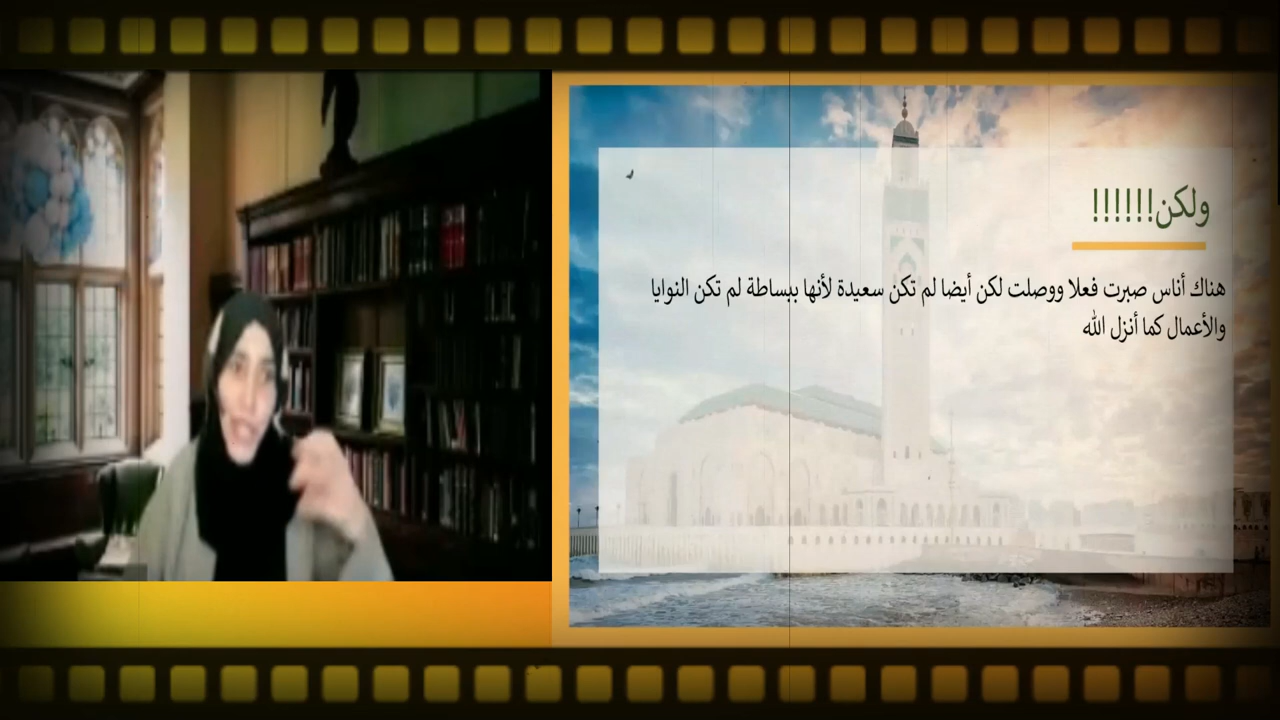 ولكن!!!!!!
هناك أناس صبرت فعلا ووصلت لكن أيضا لم تكن سعيدة لأنها ببساطة لم تكن النوايا
والأعمال كما أنزل الله